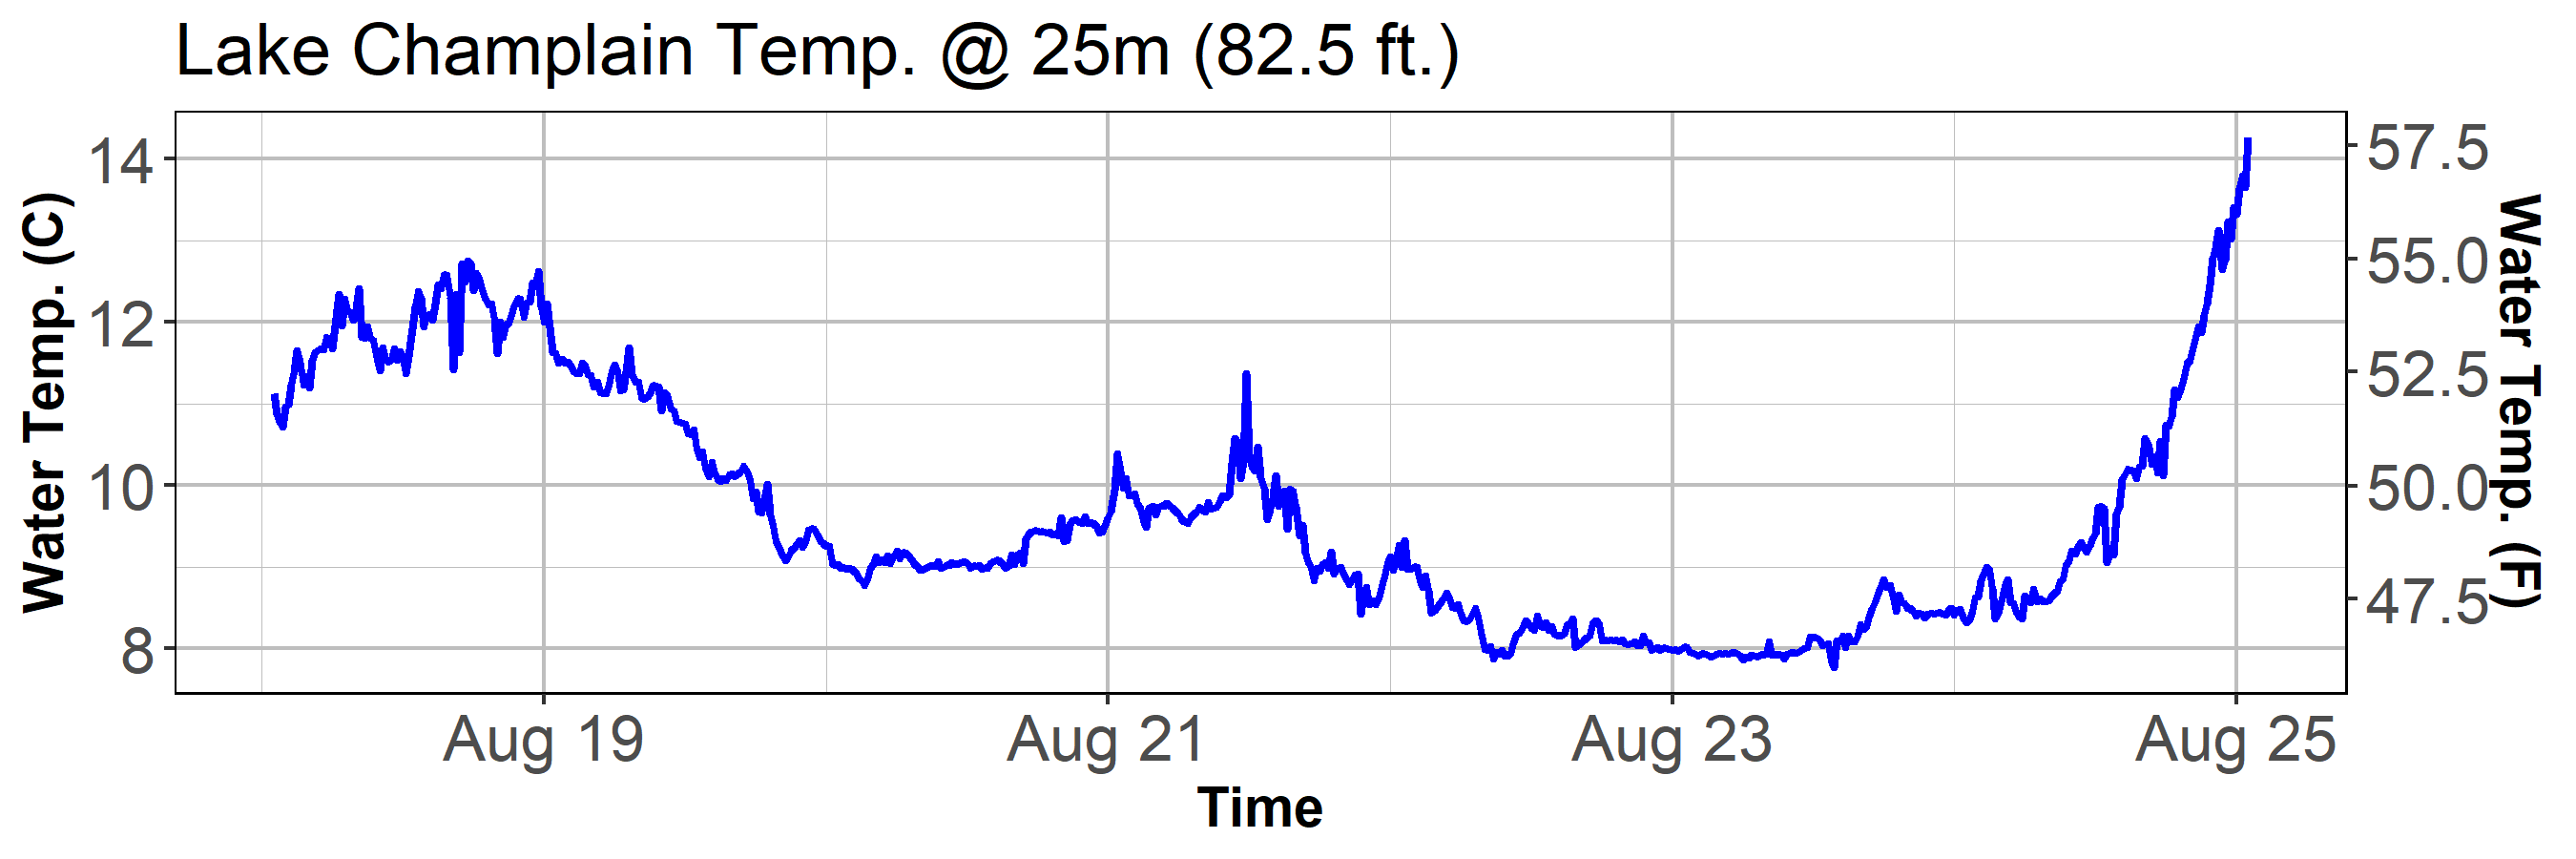 Lake Champlain Temp. @ 25m (82.5 ft.)
Water Temp. (C)
14
12
10
8
57.5
55.0
52.5
50.0
47.5
Water Temp. (F)
Aug 19
Aug 21
Aug 23
Aug 25
Time